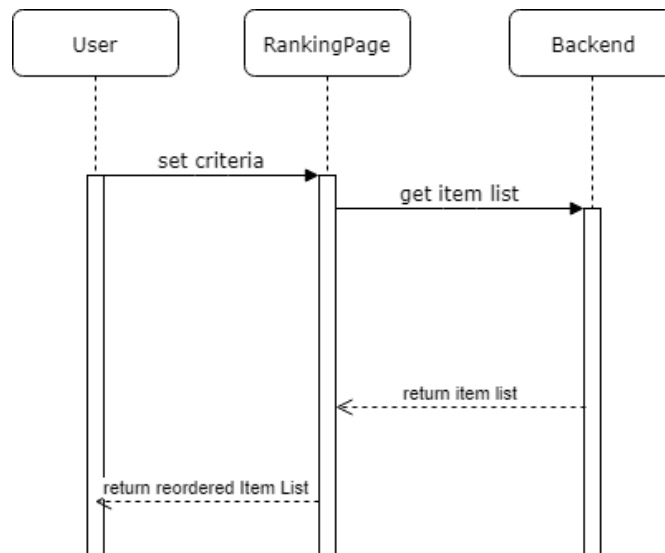 User
RankingPage
Backend
set criteria
get item list
return item list
return reordered Item List